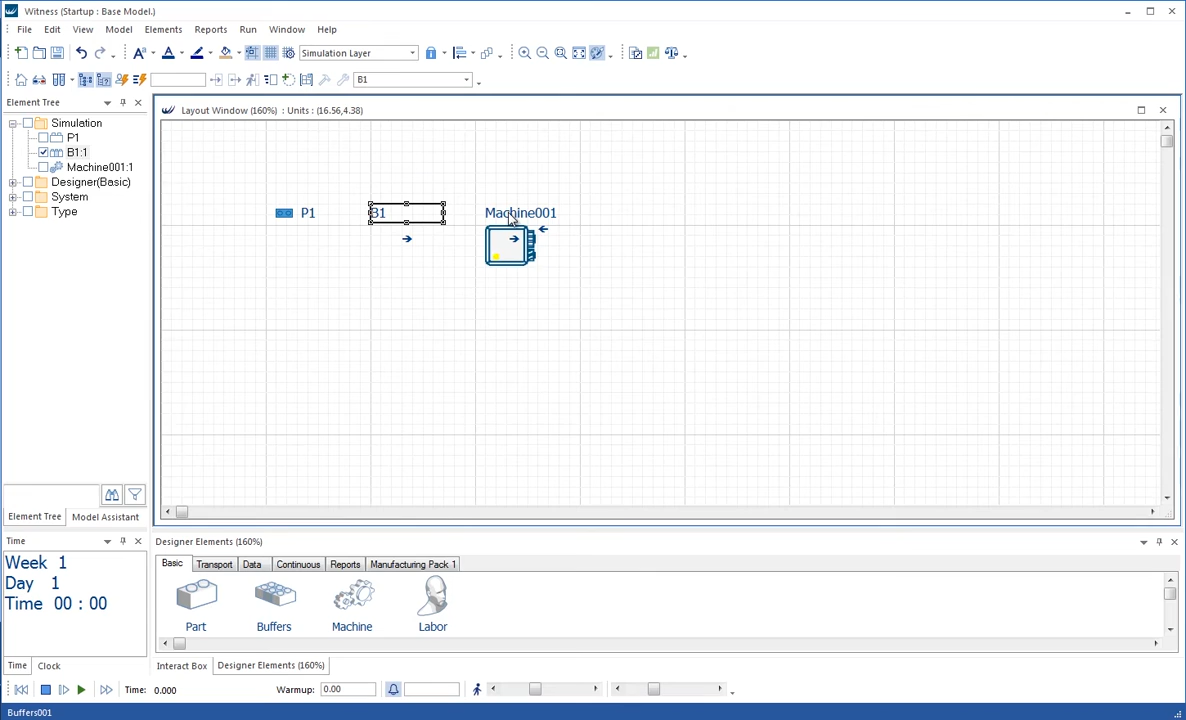 Witness (Startup : Base Model.)
File Edit View Model Elements Reports Run Window Help
Simulation Layer
B1
Element Tree
Layout Window (160%) : Units : (16.56,4.38)
Simulation
P1
B1:1
Machine001:1
Designer(Basic)
System
Type
P1
B1
Machine001
Element Tree Model Assistant
Time
Week 1
Day 1
Time 00 : 00
Time Clock
Designer Elements (160%)
Basic Transport Data Continuous Reports Manufacturing Pack 1
Part Buffers Machine Labor
Interact Box Designer Elements (160%)
Time: 0.000 Warmup: 0.00
Buffers001